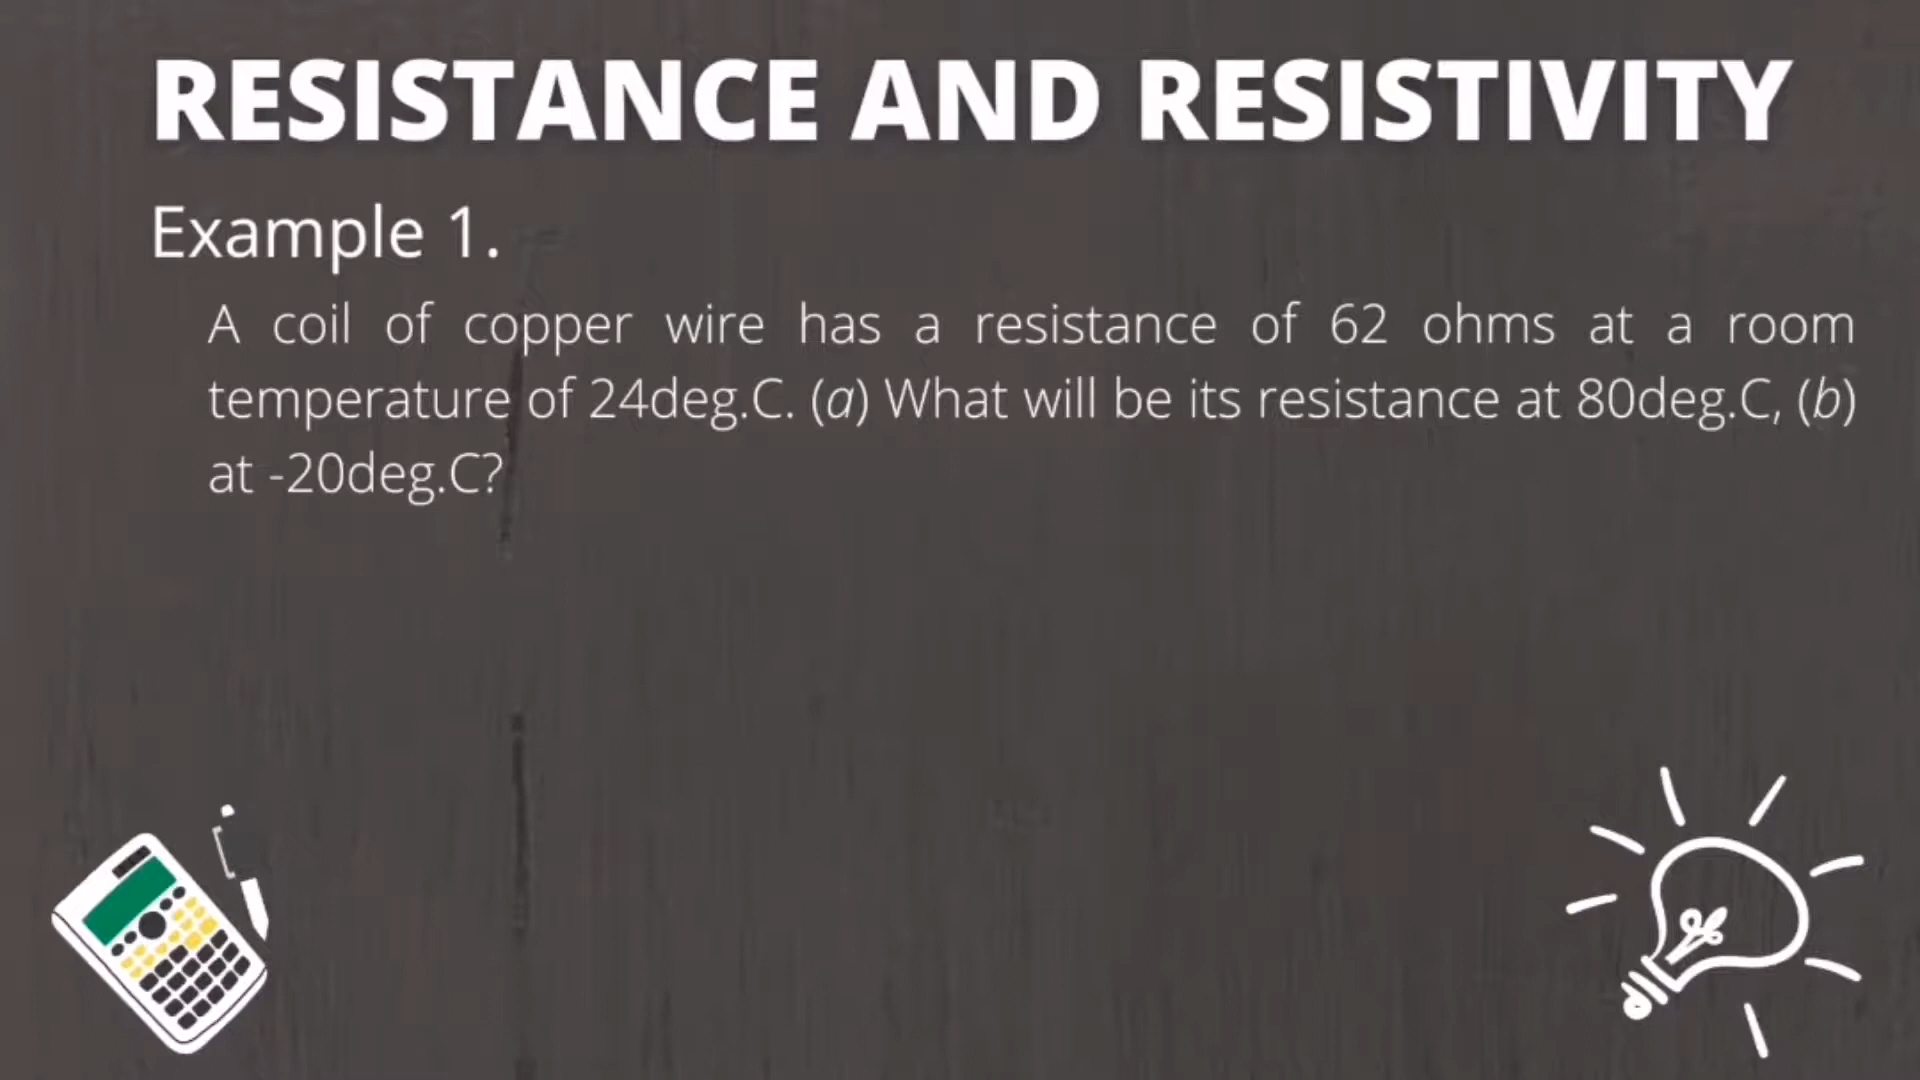 RESISTANCE AND RESISTIVITY
Example 1.
A coil of copper wire has a resistance of 62 ohms at a room
temperature of 24deg.C. (a) What will be its resistance at 80deg.C, (b)
at -20deg.C?